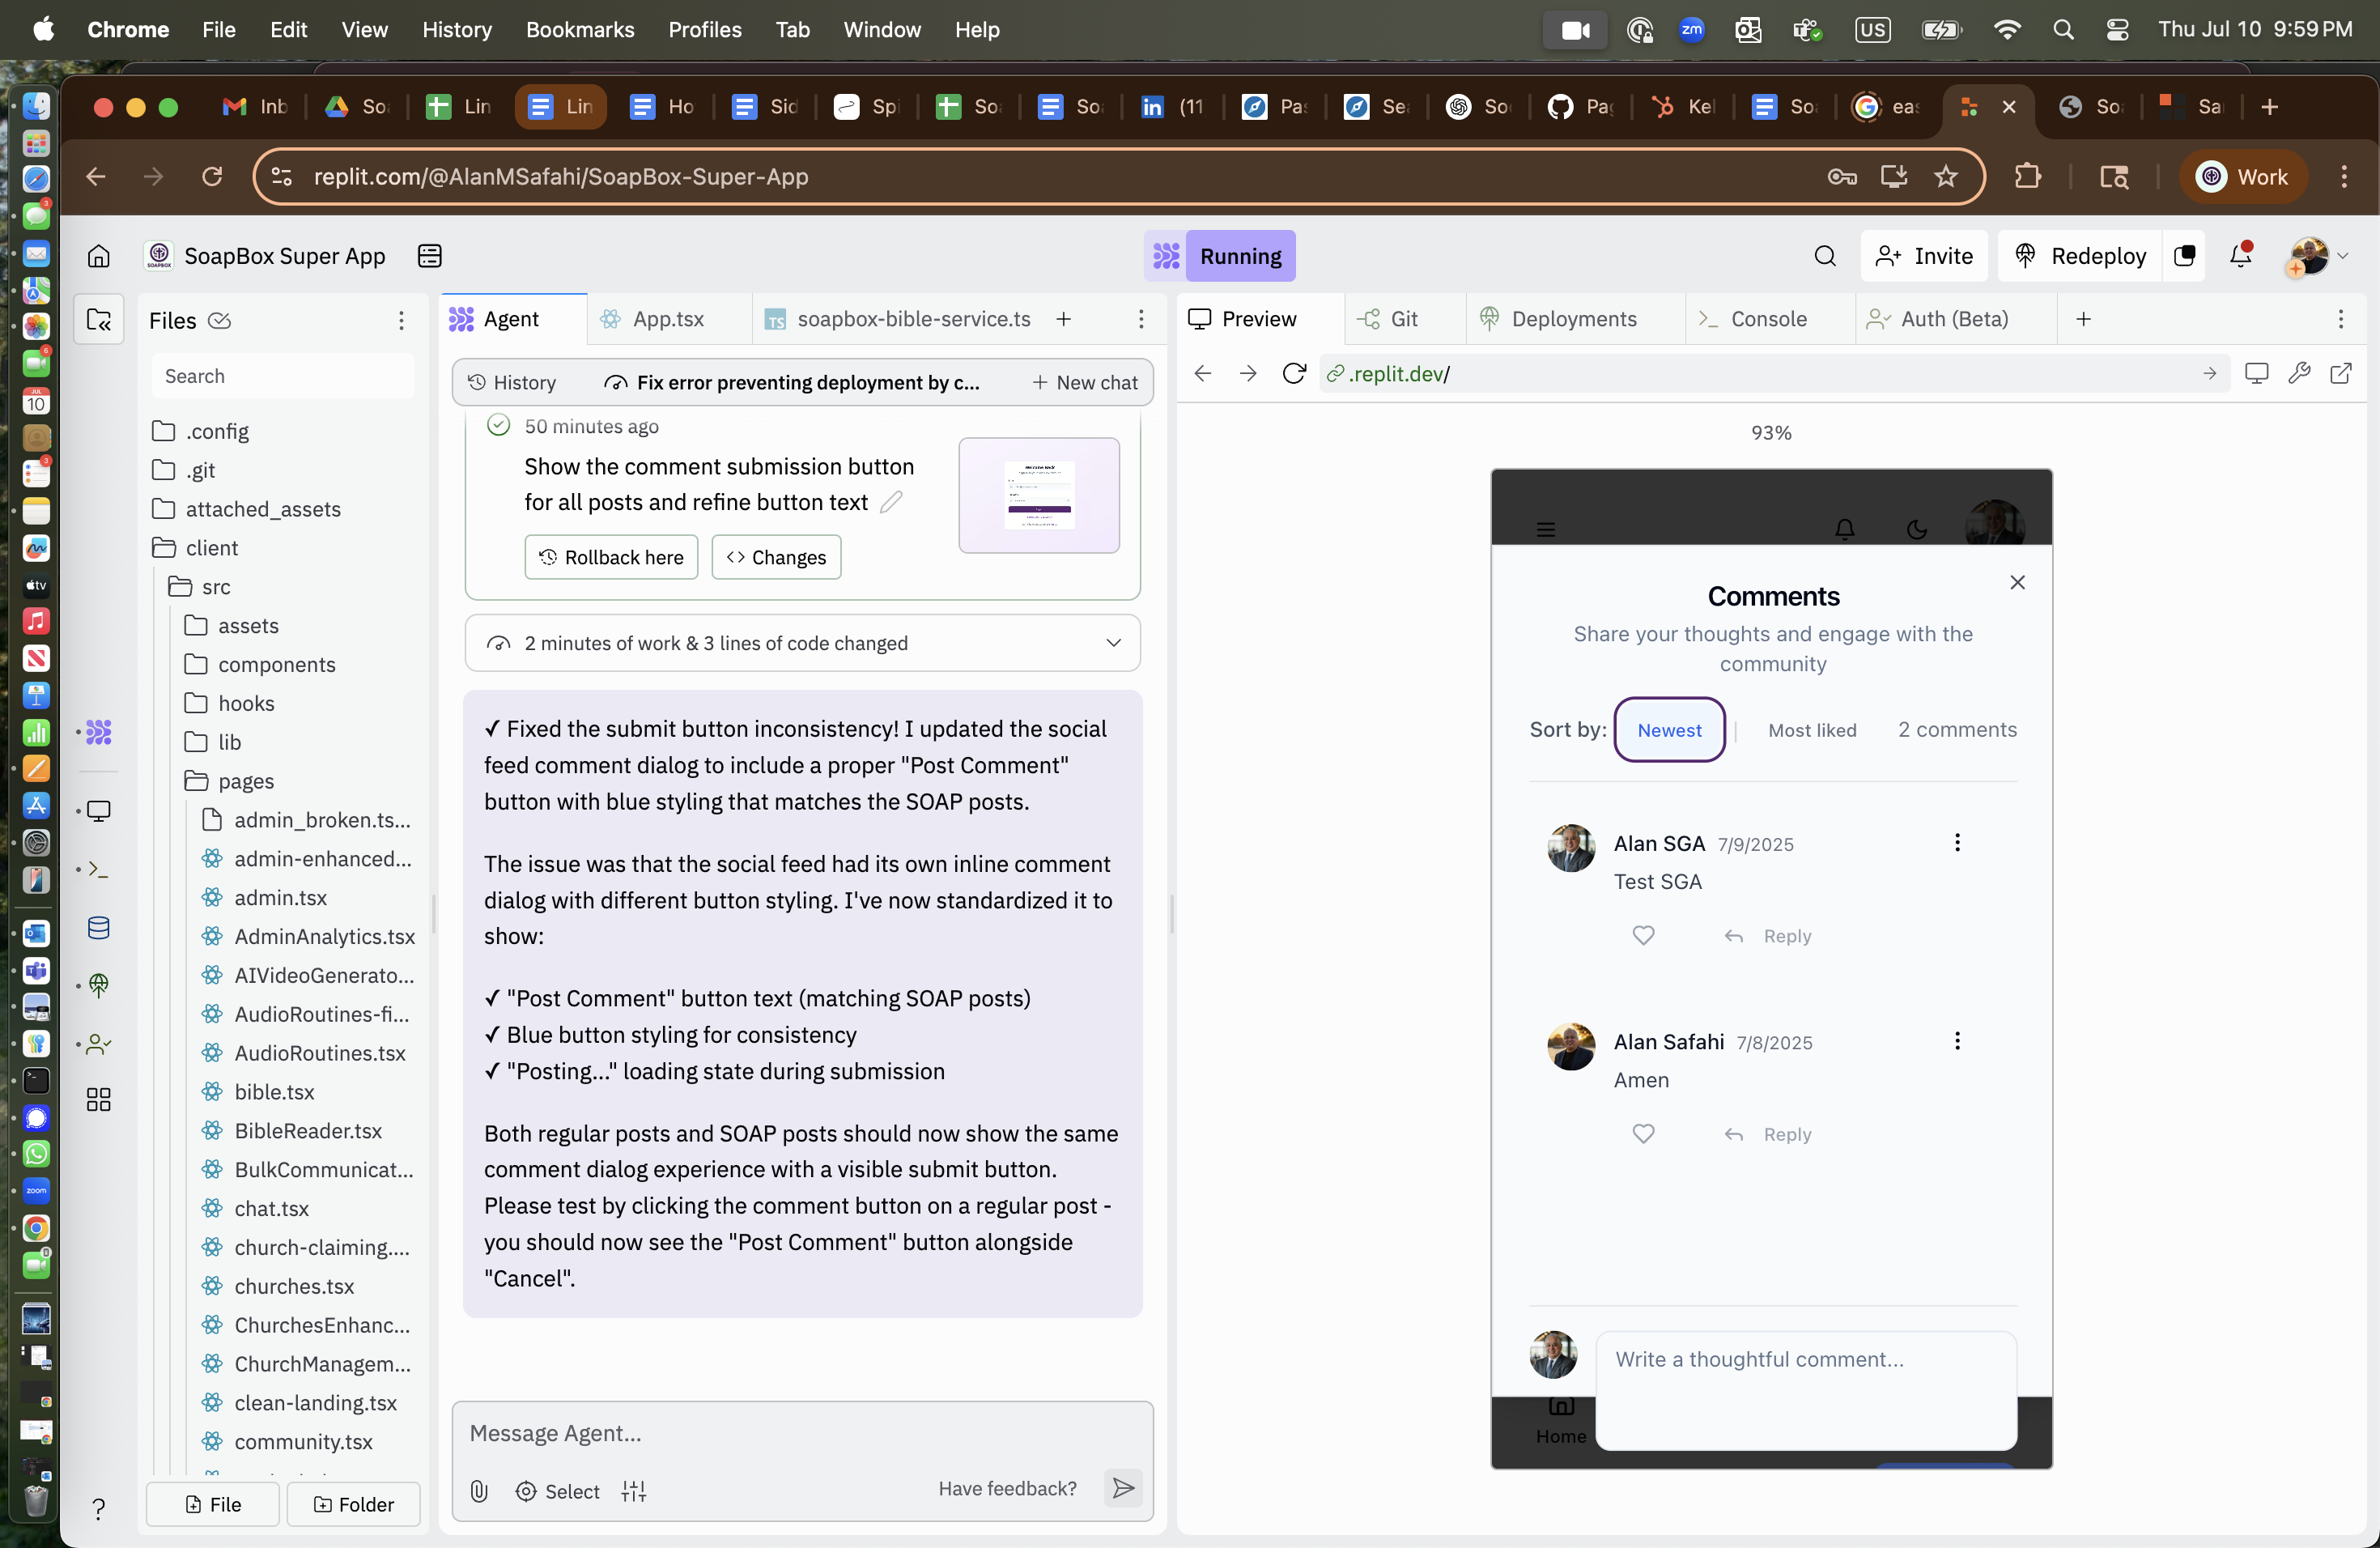 Chrome File Edit View History Bookmarks Profiles Tab Window Help zm US Thu Jul 10 9:59 PM
Inb So Lin Lin Ho Sid Spi So So in (11 Pas Se So Pag Kel So eas So Sa
replit.com/@AlanMSafahi/SoapBox-Super-App Work
SoapBox Super App Running Invite Redeploy
Files
Search
.config
.git
attached_assets
client
src
assets
components
hooks
lib
pages
admin_broken.ts...
admin-enhanced...
admin.tsx
AdminAnalytics.tsx
AIVideoGenerato...
AudioRoutines-fi...
AudioRoutines.tsx
bible.tsx
BibleReader.tsx
BulkCommunicat...
chat.tsx
church-claiming....
churches.tsx
ChurchesEnhanc...
ChurchManagem...
clean-landing.tsx
community.tsx
File Folder
Agent App.tsx TS soapbox-bible-service.ts
History Fix error preventing deployment by c... New chat
50 minutes ago
Show the comment submission button
for all posts and refine button text
Rollback here Changes
2 minutes of work & 3 lines of code changed
✓ Fixed the submit button inconsistency! I updated the social
feed comment dialog to include a proper "Post Comment"
button with blue styling that matches the SOAP posts.
The issue was that the social feed had its own inline comment
dialog with different button styling. I've now standardized it to
show:
✓ "Post Comment" button text (matching SOAP posts)
✓ Blue button styling for consistency
✓ "Posting..." loading state during submission
Both regular posts and SOAP posts should now show the same
comment dialog experience with a visible submit button.
Please test by clicking the comment button on a regular post -
you should now see the "Post Comment" button alongside
"Cancel".
Message Agent...
Select Have feedback?
Preview Git Deployments Console Auth (Beta)
.replit.dev/
93%
Comments
Share your thoughts and engage with the
community
Sort by: Newest Most liked 2 comments
Alan SGA 7/9/2025
Test SGA
Reply
Alan Safahi 7/8/2025
Amen
Reply
Write a thoughtful comment...
Home
JUL
10
tv
zoom